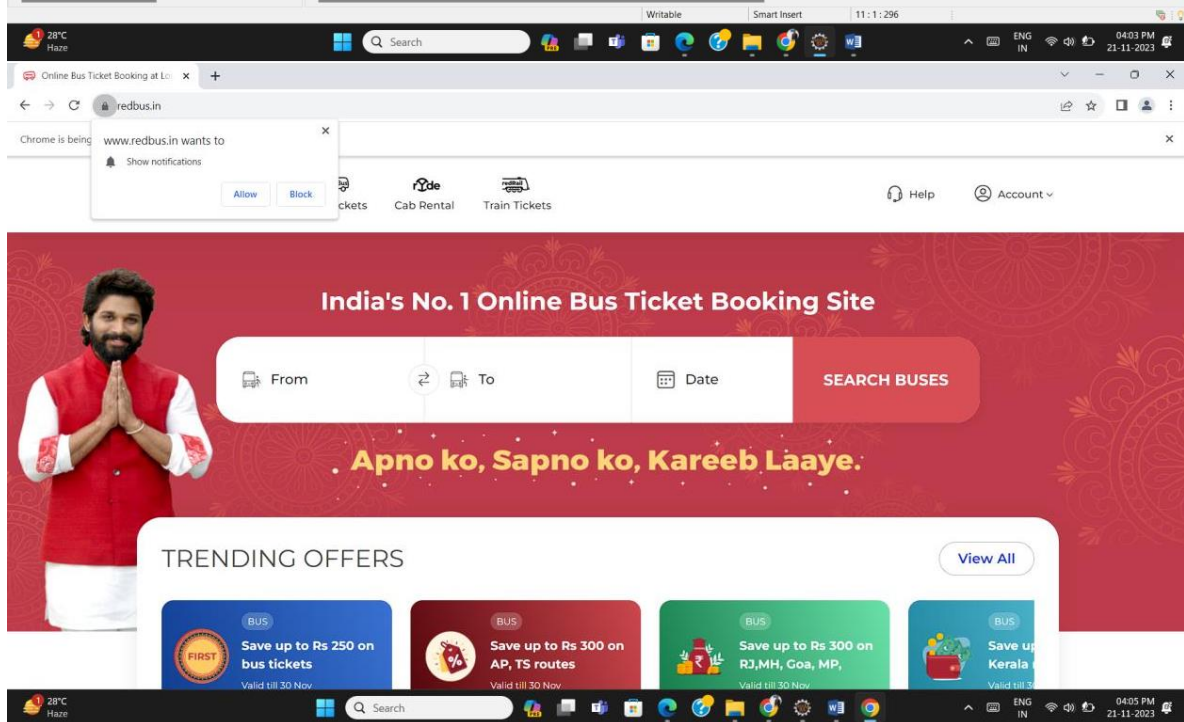 Writable Smart Insert 11 : 1 : 296
28°C
Haze
Search
ENG
IN
04:03 PM
21-11-2023
Online Bus Ticket Booking at Lo
redbus.in
Chrome is being
www.redbus.in wants to
Show notifications
Allow Block
ckets Cab Rental Train Tickets
rYde
redRail
Help Account
India's No. 1 Online Bus Ticket Booking Site
From To Date SEARCH BUSES
Apno ko, Sapno ko, Kareeb Laaye.
TRENDING OFFERS View All
BUS
Save up to Rs 250 on
bus tickets
Valid till 30 Nov
FIRST
BUS
Save up to Rs 300 on
AP, TS routes
Valid till 30 Nov
BUS
Save up to Rs 300 on
RJ,MH, Goa, MP,
Valid till 30 Nov
BUS
Save up
Kerala
Valid till 3
28°C
Haze
Search
ENG
IN
04:05 PM
21-11-2023